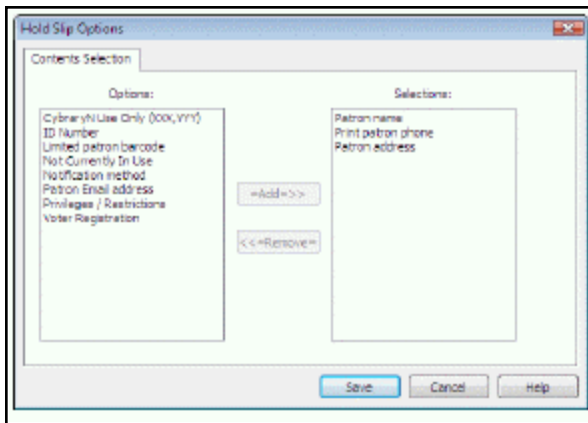 Hold Slip Options
Contents Selection
Options:
Selections:
CybraryN Use Only (XXX,YYY)
ID Number
Limited patron barcode
Not Currently In Use
Notification method
Patron Email address
Privileges / Restrictions
Voter Registration
Patron name
Print patron phone
Patron address
=Add=>>
<<=Remove=
Save
Cancel
Help